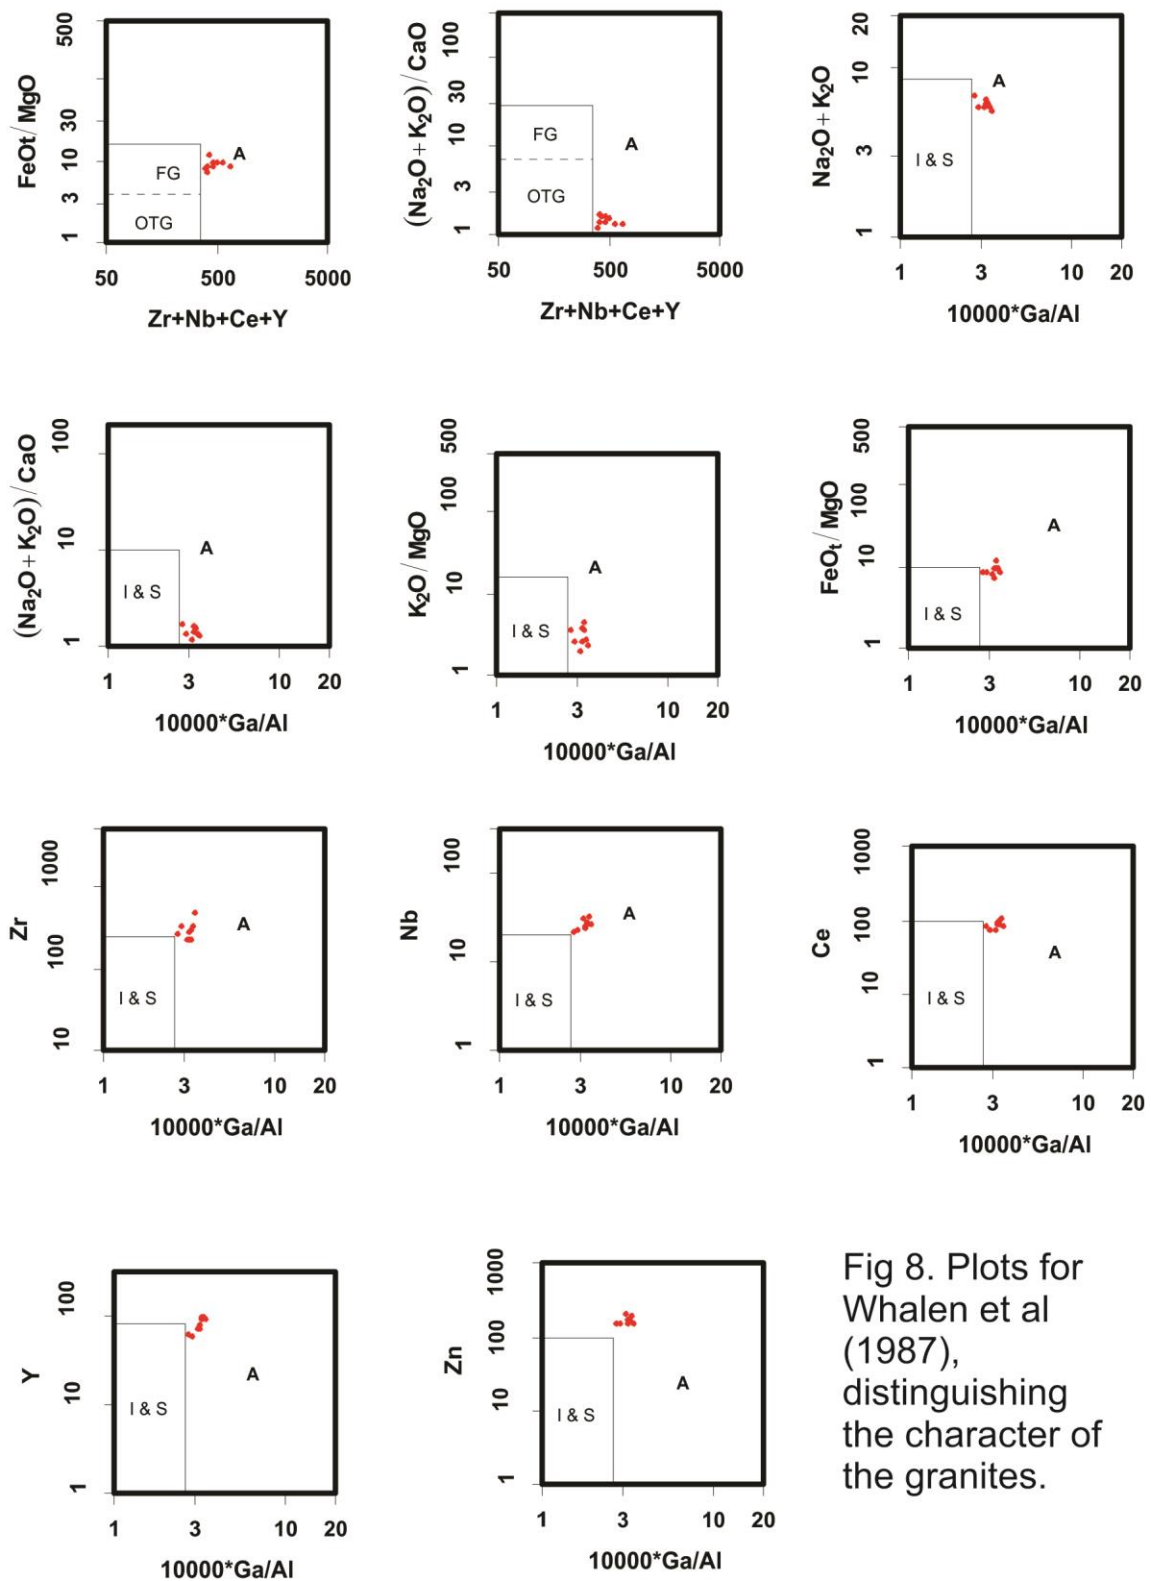 FeOt/MgO
500
30
10
3
1
FG
OTG
A
50
500
5000
Zr+Nb+Ce+Y
(Na₂O+K₂O)/CaO
100
30
10
3
1
FG
OTG
A
50
500
5000
Zr+Nb+Ce+Y
Na₂O+K₂O
20
10
3
1
A
I & S
1
3
10
20
10000*Ga/Al
(Na₂O+K₂O)/CaO
100
10
1
A
I & S
1
3
10
20
10000*Ga/Al
K₂O/MgO
500
100
10
1
A
I & S
1
3
10
20
10000*Ga/Al
FeOₜ/MgO
500
100
10
1
A
I & S
1
3
10
20
10000*Ga/Al
Zr
1000
100
10
A
I & S
1
3
10
20
10000*Ga/Al
Nb
100
10
1
A
I & S
1
3
10
20
10000*Ga/Al
Ce
1000
100
10
1
A
I & S
1
3
10
20
10000*Ga/Al
Y
100
10
1
A
I & S
1
3
10
20
10000*Ga/Al
Zn
1000
100
10
1
A
I & S
1
3
10
20
10000*Ga/Al
Fig 8. Plots for
Whalen et al
(1987),
distinguishing
the character of
the granites.